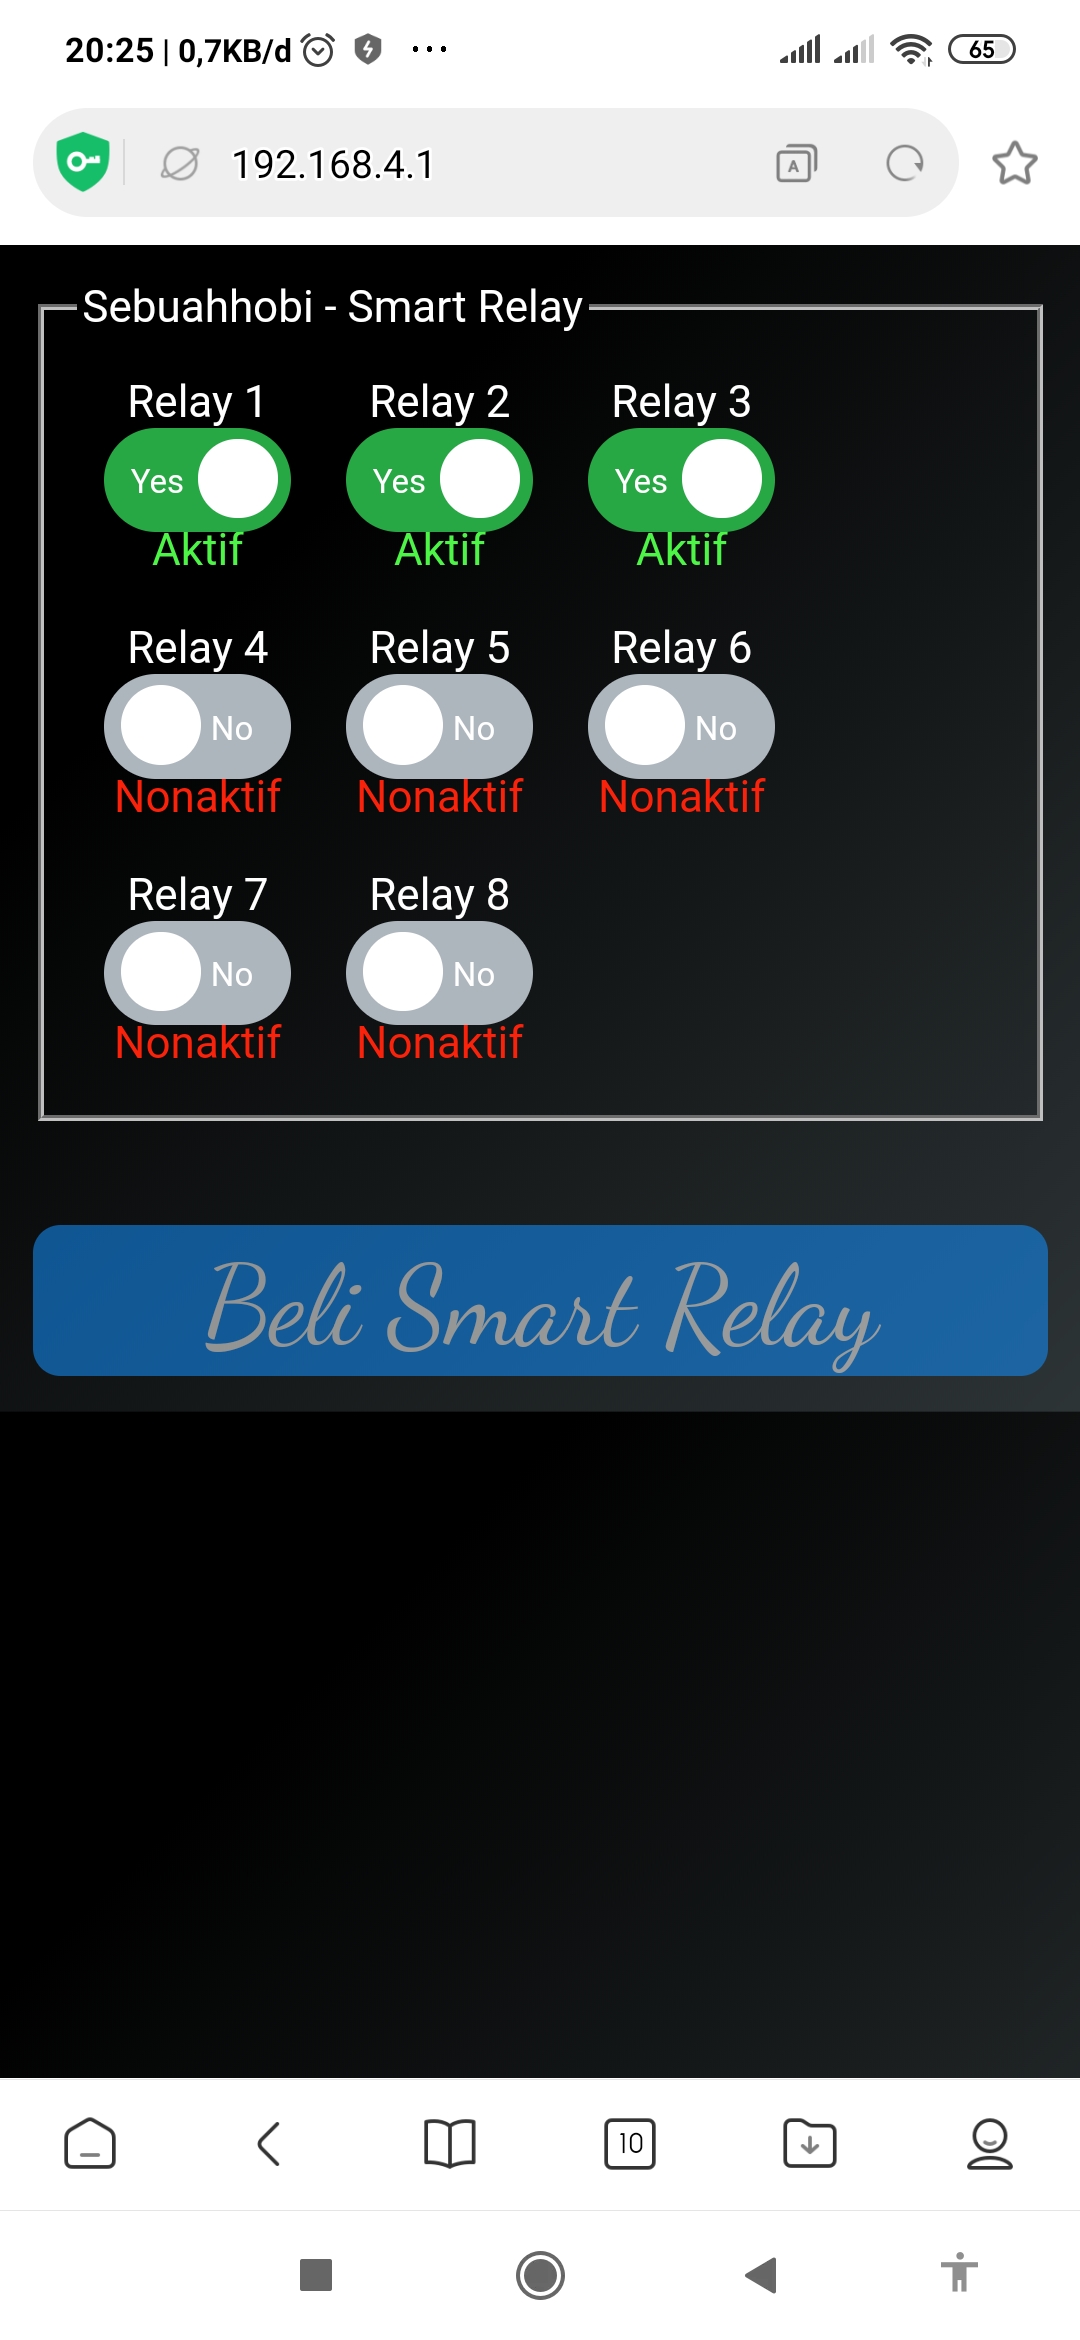 20:25 | 0,7KB/d ...
65
192.168.4.1
A
Sebuahhobi - Smart Relay
Relay 1 Relay 2 Relay 3
Yes Yes Yes
Aktif Aktif Aktif
Relay 4 Relay 5 Relay 6
No No No
Nonaktif Nonaktif Nonaktif
Relay 7 Relay 8
No No
Nonaktif Nonaktif
Beli Smart Relay
10